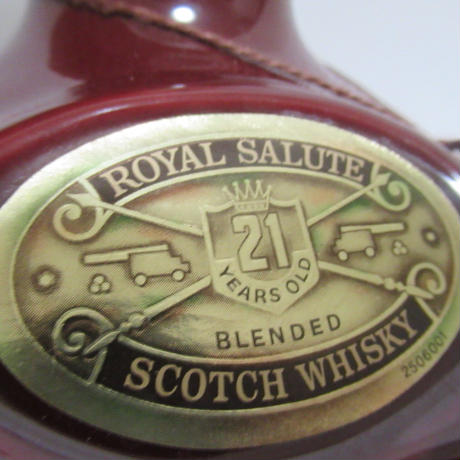 ROYAL SALUTE
21
YEARS OLD
BLENDED
SCOTCH WHISKY
2506001